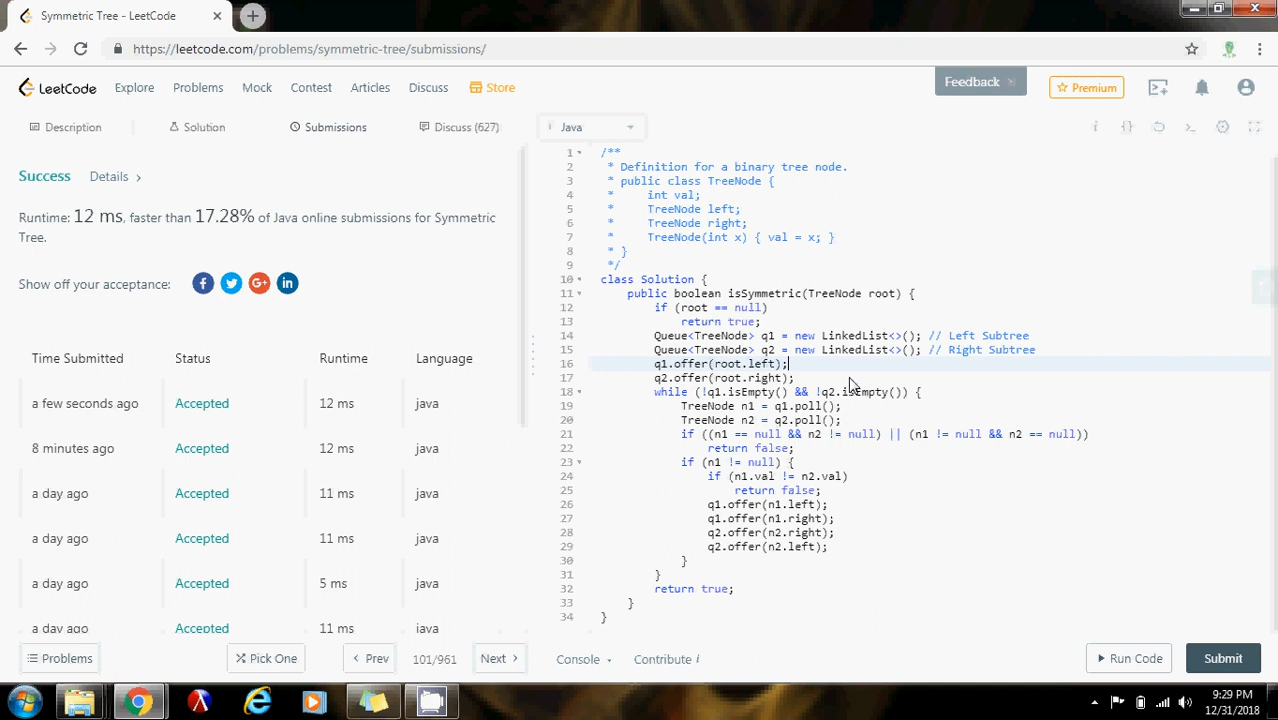 Symmetric Tree - LeetCode
https://leetcode.com/problems/symmetric-tree/submissions/
LeetCode Explore Problems Mock Contest Articles Discuss Store Feedback Premium
Description Solution Submissions Discuss (627) Java
Success Details
Runtime: 12 ms, faster than 17.28% of Java online submissions for Symmetric
Tree.
Show off your acceptance:
Time Submitted Status Runtime Language
a few seconds ago Accepted 12 ms java
8 minutes ago Accepted 12 ms java
a day ago Accepted 11 ms java
a day ago Accepted 11 ms java
a day ago Accepted 5 ms java
a day ago Accepted 11 ms java
1 /**
2 * Definition for a binary tree node.
3 * public class TreeNode {
4 *     int val;
5 *     TreeNode left;
6 *     TreeNode right;
7 *     TreeNode(int x) { val = x; }
8 * }
9 */
10 class Solution {
11     public boolean isSymmetric(TreeNode root) {
12         if (root == null)
13             return true;
14         Queue<TreeNode> q1 = new LinkedList<>(); // Left Subtree
15         Queue<TreeNode> q2 = new LinkedList<>(); // Right Subtree
16         q1.offer(root.left);
17         q2.offer(root.right);
18         while (!q1.isEmpty() && !q2.isEmpty()) {
19             TreeNode n1 = q1.poll();
20             TreeNode n2 = q2.poll();
21             if ((n1 == null && n2 != null) || (n1 != null && n2 == null))
22                 return false;
23             if (n1 != null) {
24                 if (n1.val != n2.val)
25                     return false;
26                 q1.offer(n1.left);
27                 q1.offer(n1.right);
28                 q2.offer(n2.right);
29                 q2.offer(n2.left);
30             }
31         }
32         return true;
33     }
34 }
Problems Pick One Prev 101/961 Next Console Contribute i Run Code Submit
9:29 PM
12/31/2018